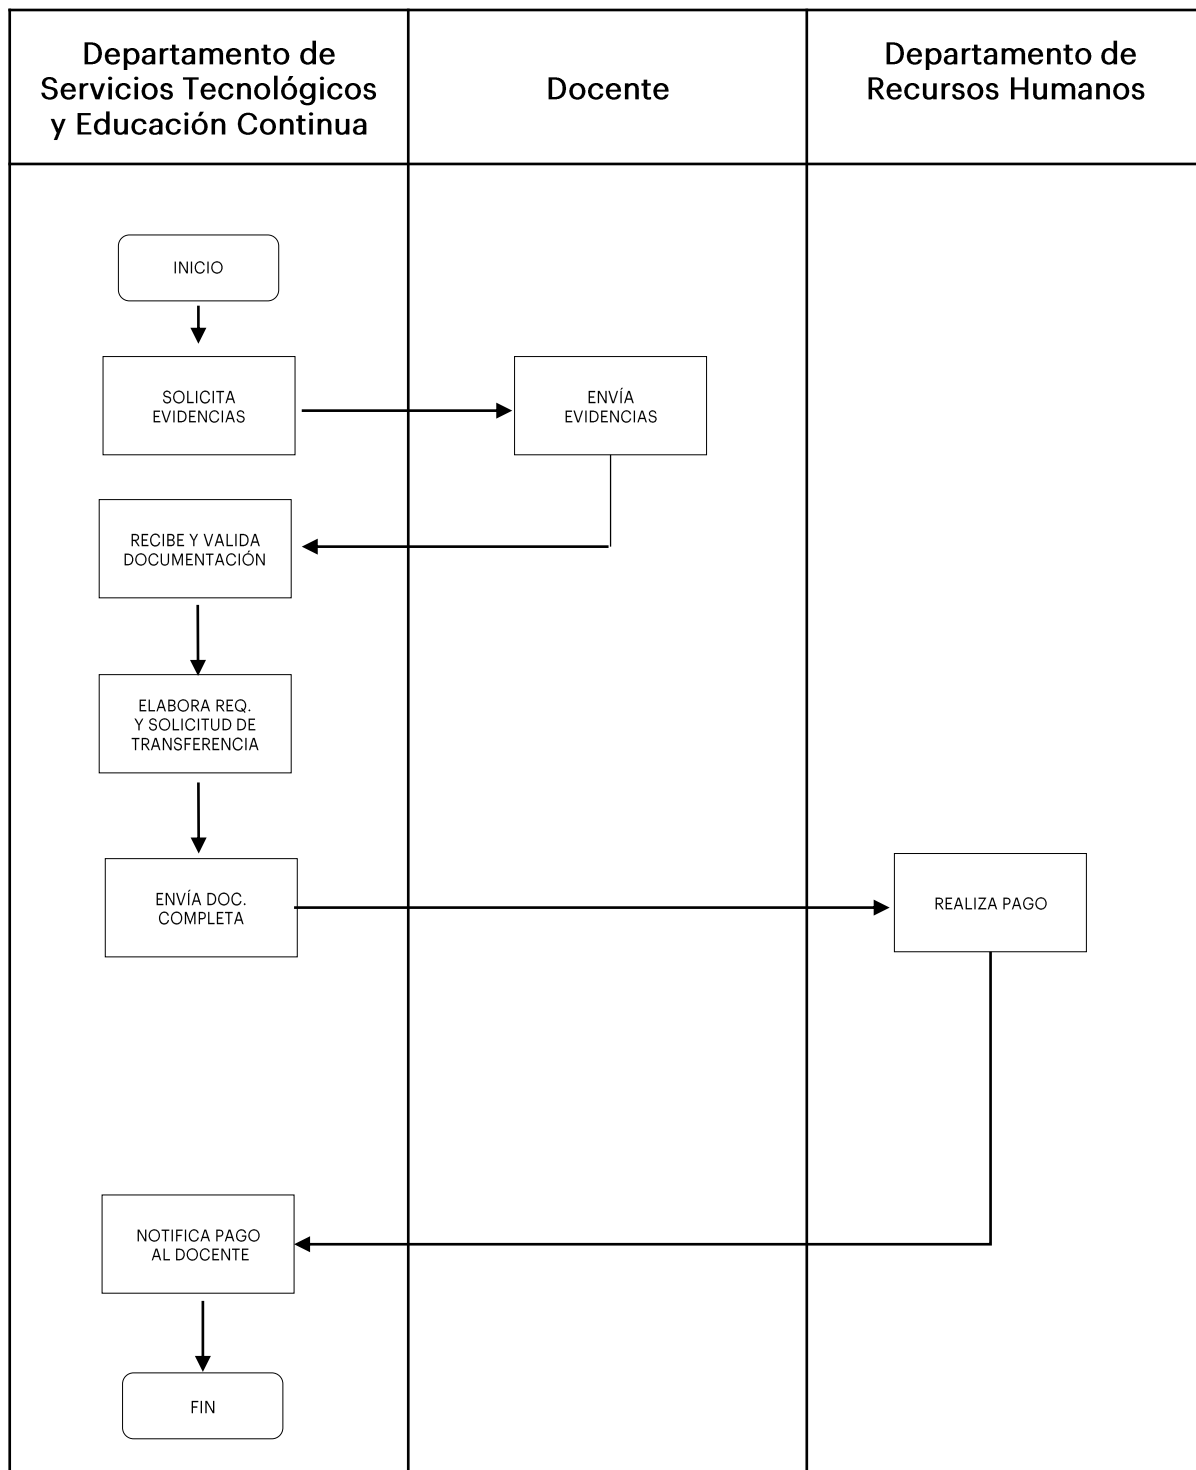 Departamento de
Servicios Tecnológicos
y Educación Continua
Docente
Departamento de
Recursos Humanos
INICIO
SOLICITA
EVIDENCIAS
ENVÍA
EVIDENCIAS
RECIBE Y VALIDA
DOCUMENTACIÓN
ELABORA REQ.
Y SOLICITUD DE
TRANSFERENCIA
ENVÍA DOC.
COMPLETA
REALIZA PAGO
NOTIFICA PAGO
AL DOCENTE
FIN